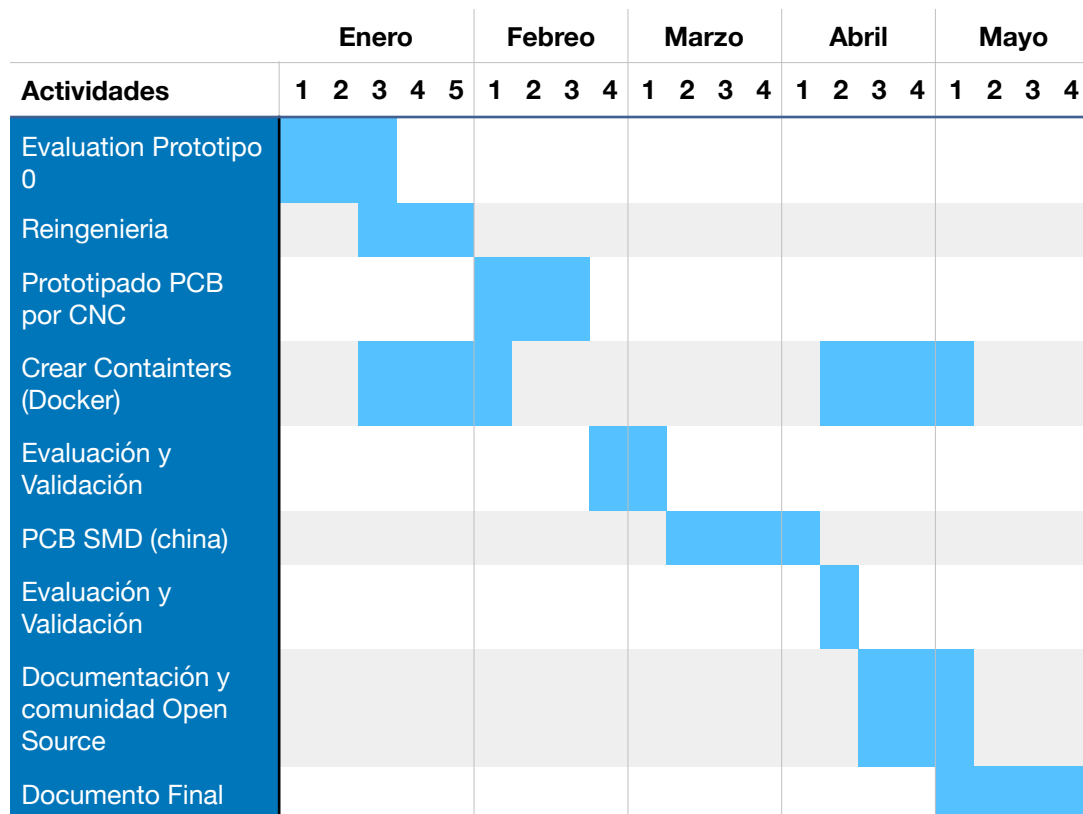 Enero Febreo Marzo Abril Mayo
Actividades 1 2 3 4 5 1 2 3 4 1 2 3 4 1 2 3 4 1 2 3 4
Evaluation Prototipo
0
Reingenieria
Prototipado PCB
por CNC
Crear Containters
(Docker)
Evaluación y
Validación
PCB SMD (china)
Evaluación y
Validación
Documentación y
comunidad Open
Source
Documento Final